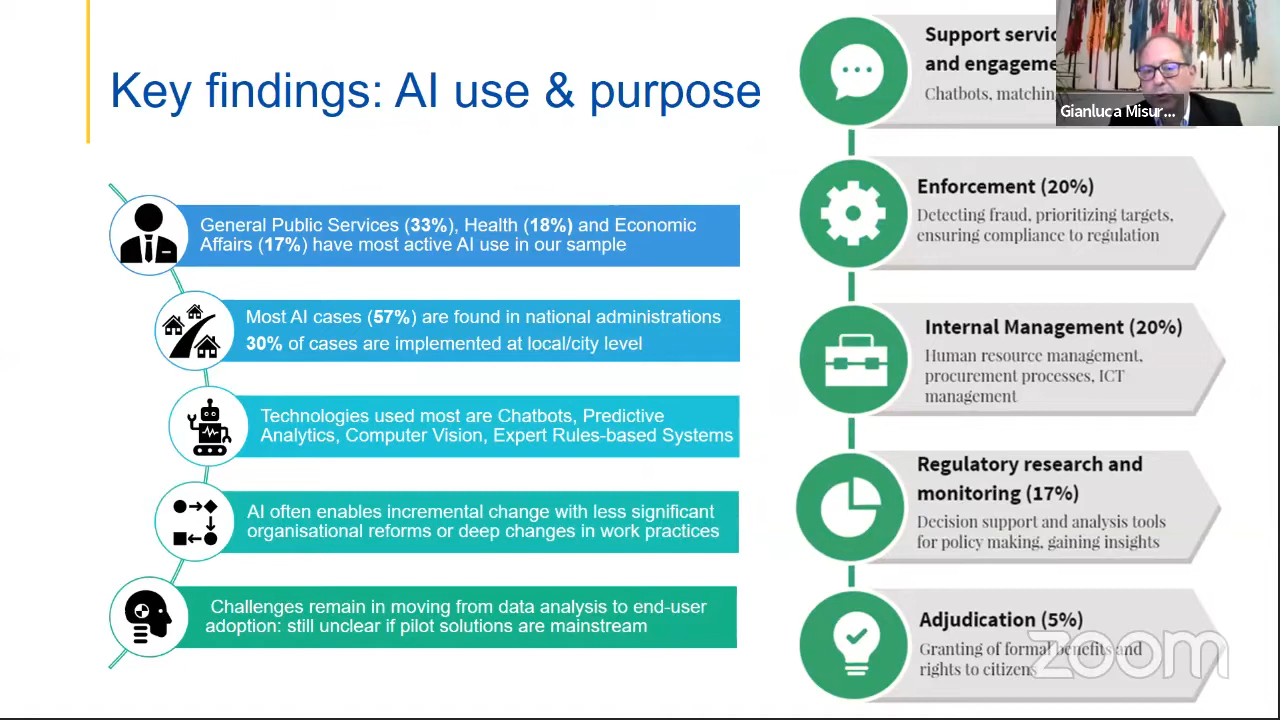 Key findings: AI use & purpose
General Public Services (33%), Health (18%) and Economic
Affairs (17%) have most active AI use in our sample
Most AI cases (57%) are found in national administrations
30% of cases are implemented at local/city level
Technologies used most are Chatbots, Predictive
Analytics, Computer Vision, Expert Rules-based Systems
AI often enables incremental change with less significant
organisational reforms or deep changes in work practices
Challenges remain in moving from data analysis to end-user
adoption: still unclear if pilot solutions are mainstream
Support
and
Chatbots,
Gianluca Misur...
Enforcement (20%)
Detecting fraud, prioritizing targets,
ensuring compliance to regulation
Internal Management (20%)
Human resource management,
procurement processes, ICT
management
Regulatory research and
monitoring (17%)
Decision support and analysis tools
for policy making, gaining insights
Adjudication (5%)
Granting of formal benefits and
rights to citizens
zoom